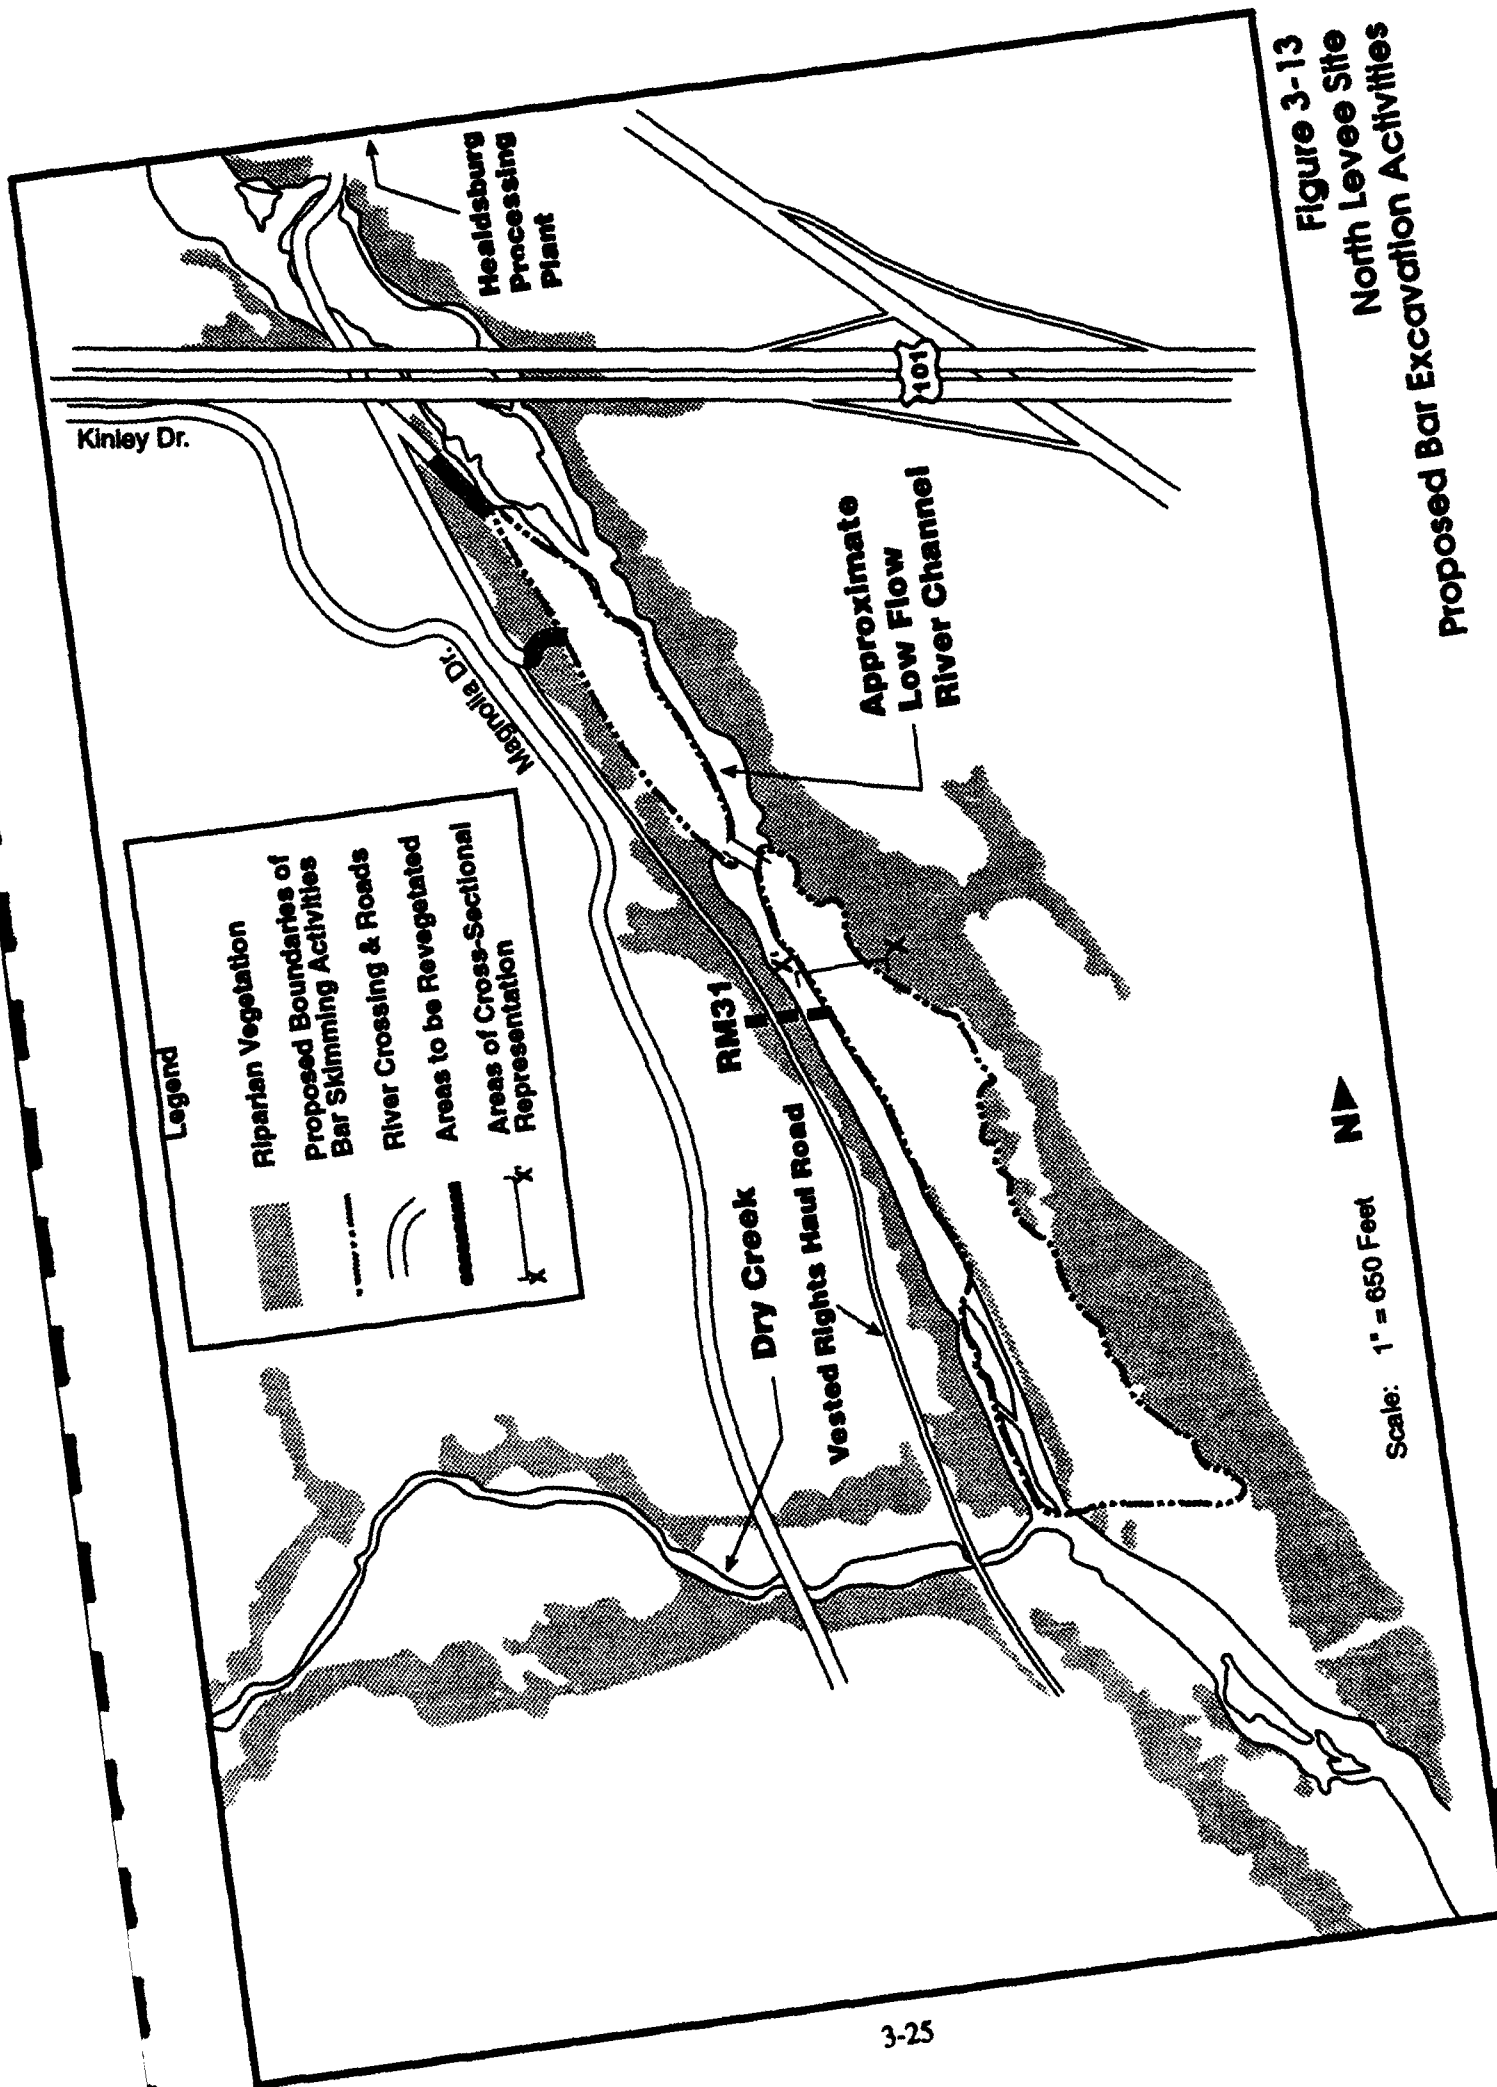 Figure 3-13
North Levee Site
Proposed Bar Excavation Activities
Legend
Riparian Vegetation
Proposed Boundaries of
Bar Skimming Activities
River Crossing & Roads
Areas to be Revegetated
Areas of Cross-Sectional
Representation
X
X
Kinley Dr.
Magnolia Dr.
Healdsburg
Processing
Plant
101
Approximate
Low Flow
River Channel
RM31
X
X
Dry Creek
Vested Rights Haul Road
N
Scale: 1" = 650 Feet
3-25